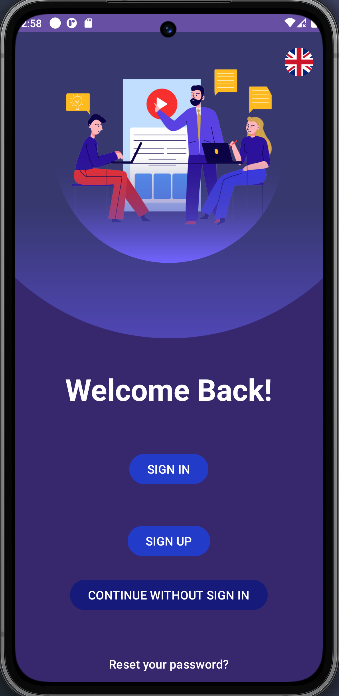 2:58
Welcome Back!
SIGN IN
SIGN UP
CONTINUE WITHOUT SIGN IN
Reset your password?